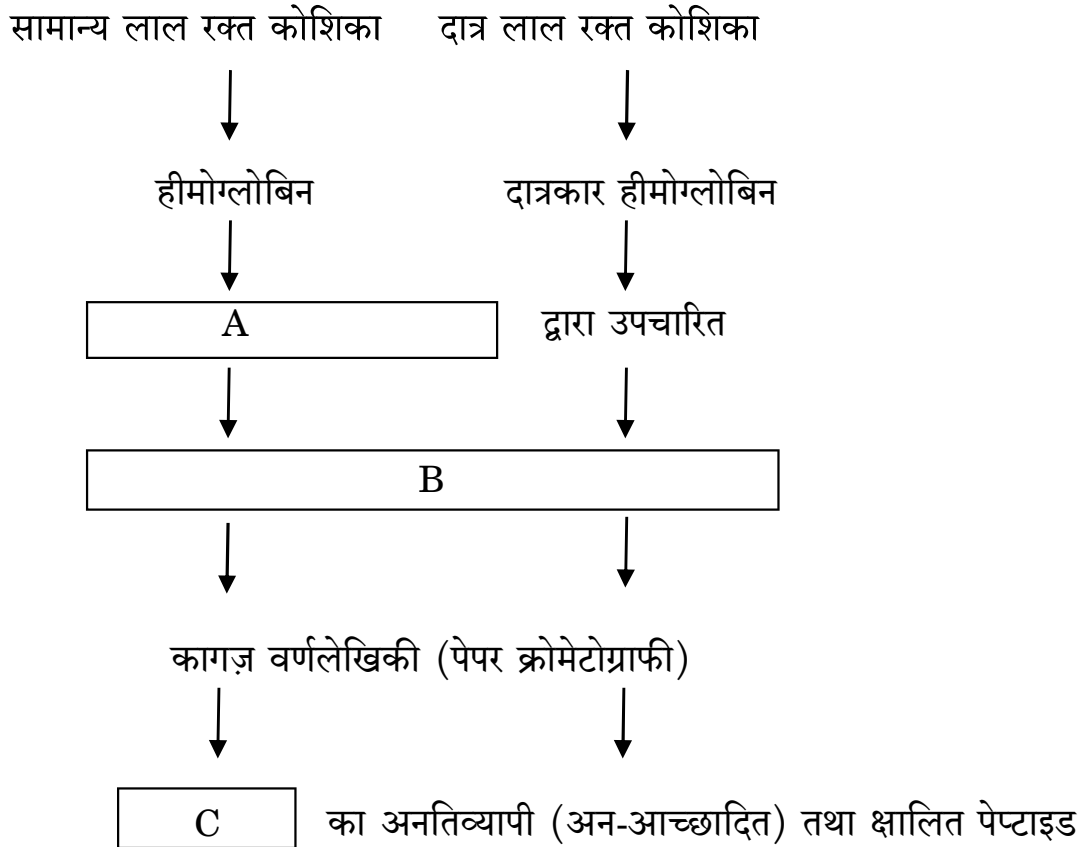 सामान्य लाल रक्त कोशिका दात्र लाल रक्त कोशिका
हीमोग्लोबिन दात्रकार हीमोग्लोबिन
A द्वारा उपचारित
B
कागज़ वर्णलेखिकी (पेपर क्रोमेटोग्राफी)
C का अनतिव्यापी (अन-आच्छादित) तथा क्षालित पेप्टाइड